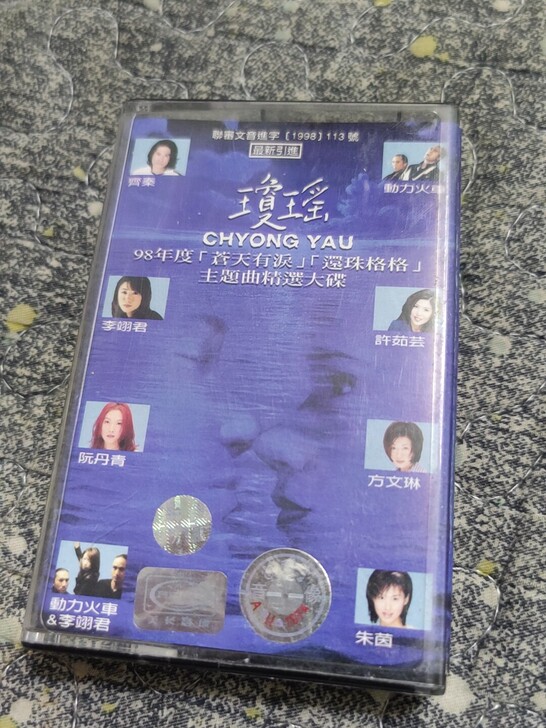 聯審文音進字〔1998〕113號
最新引進
齊秦
動力火車
瓊瑤
CHYONG YAU
98年度「蒼天有淚」「還珠格格」
主題曲精選大碟
李翊君
許茹芸
阮丹青
方文琳
動力火車
&李翊君
朱茵